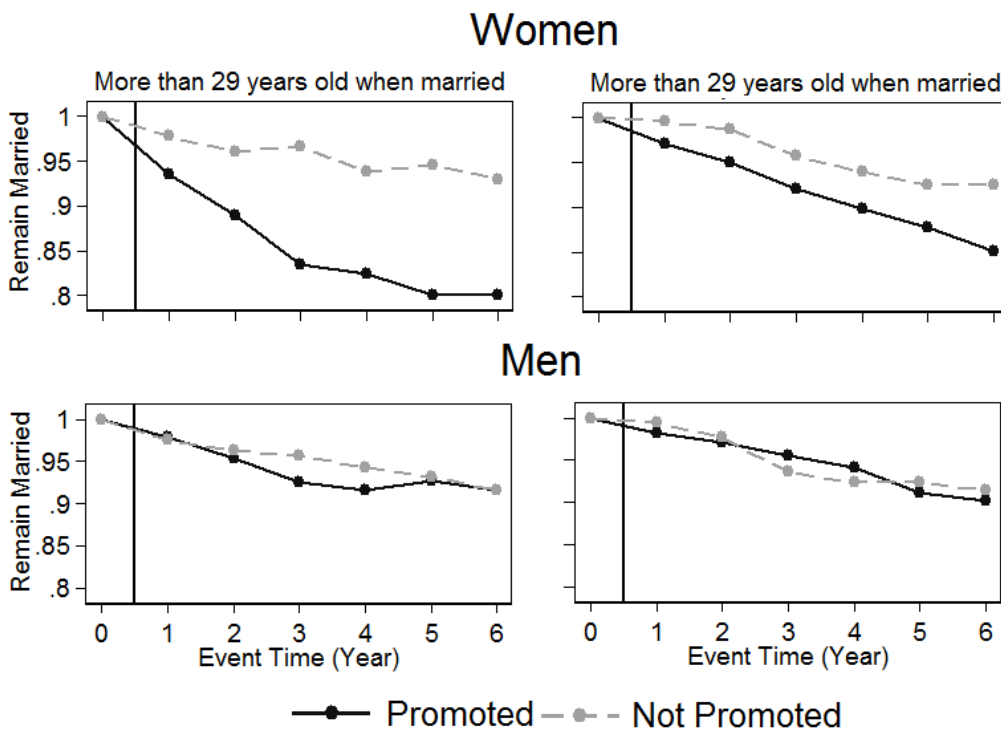 Women
More than 29 years old when married
More than 29 years old when married
Remain Married
1
.95
.9
.85
.8
Men
Remain Married
1
.95
.9
.85
.8
0 1 2 3 4 5 6
0 1 2 3 4 5 6
Event Time (Year)
Event Time (Year)
Promoted
Not Promoted